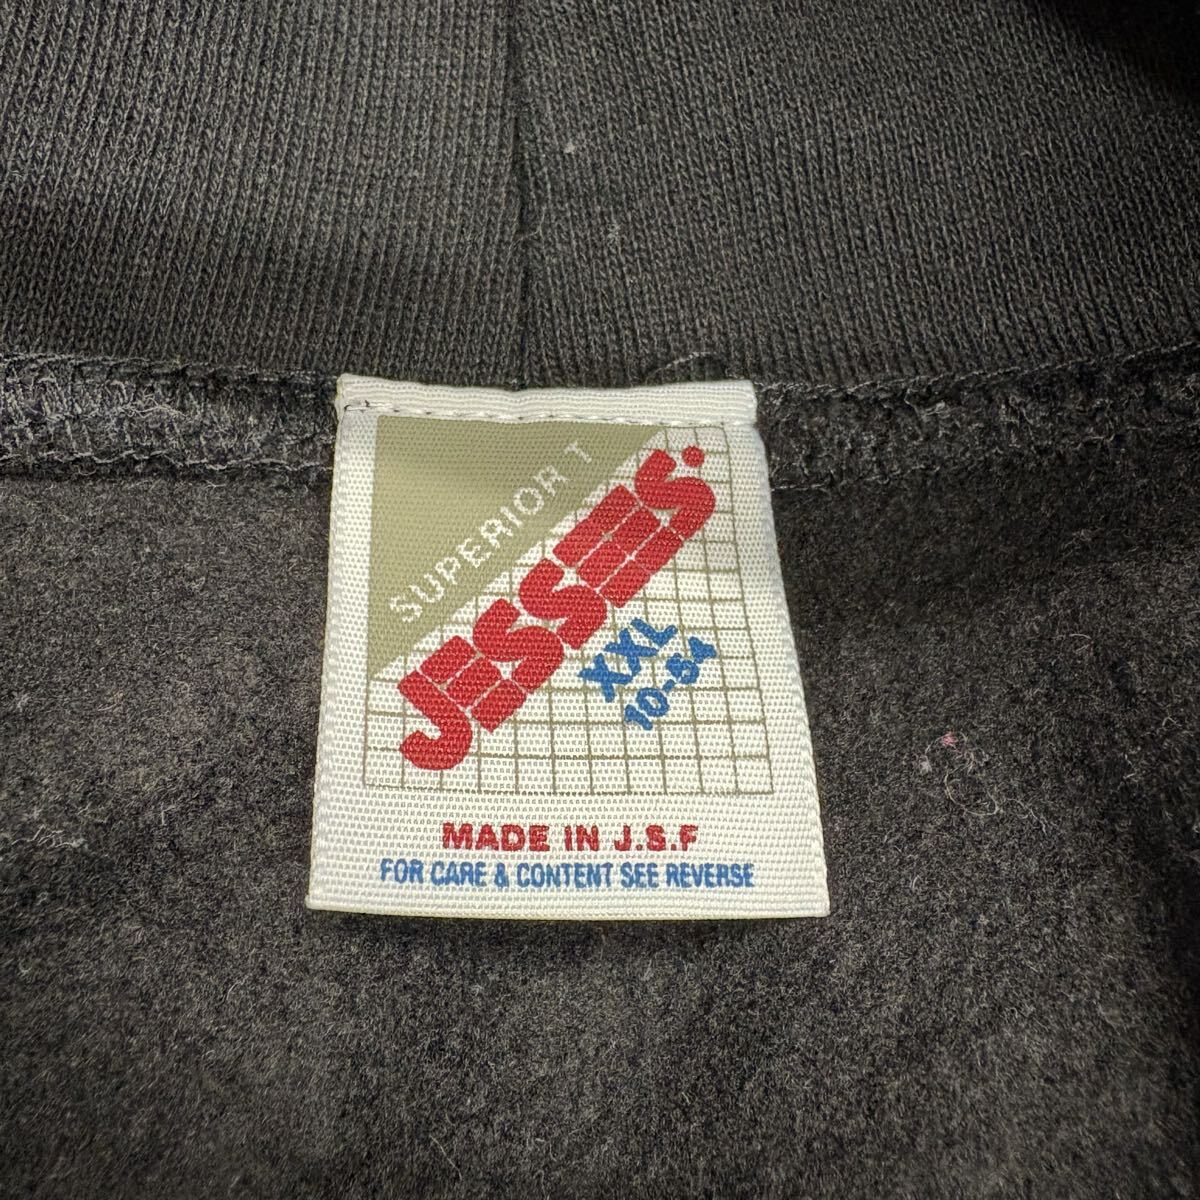 SUPERIOR T
JESSES.
XXL
10-54
MADE IN J.S.F
FOR CARE & CONTENT SEE REVERSE